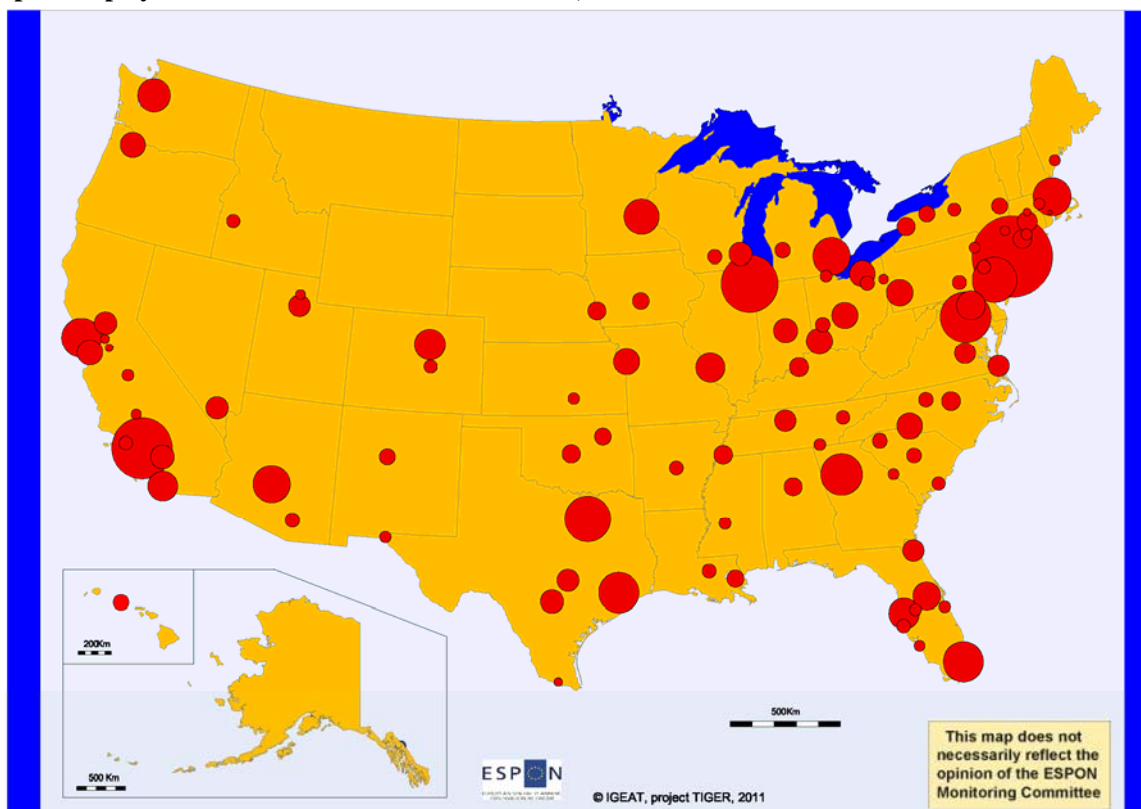 200Km
500 Km
500Km
ESPON
© IGEAT, project TIGER, 2011
This map does not
necessarily reflect the
opinion of the ESPON
Monitoring Committee